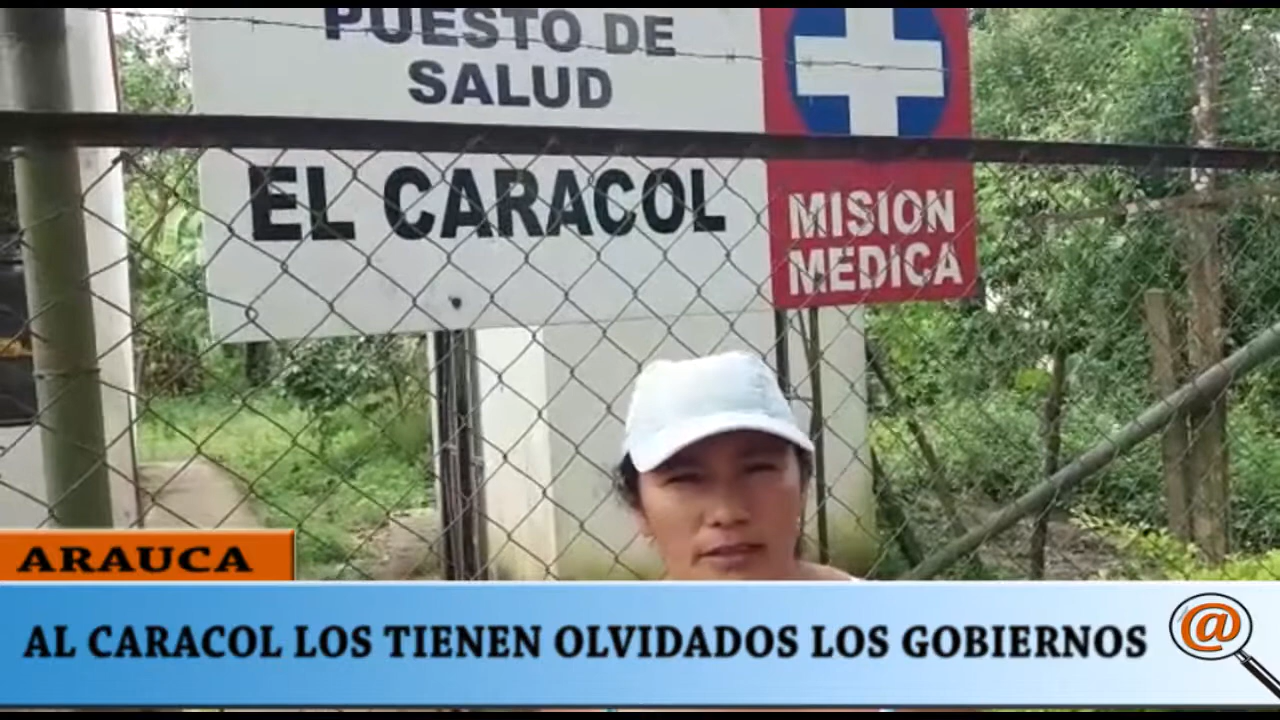 PUESTO DE
SALUD
EL CARACOL
MISION
MEDICA
ARAUCA
AL CARACOL LOS TIENEN OLVIDADOS LOS GOBIERNOS
@